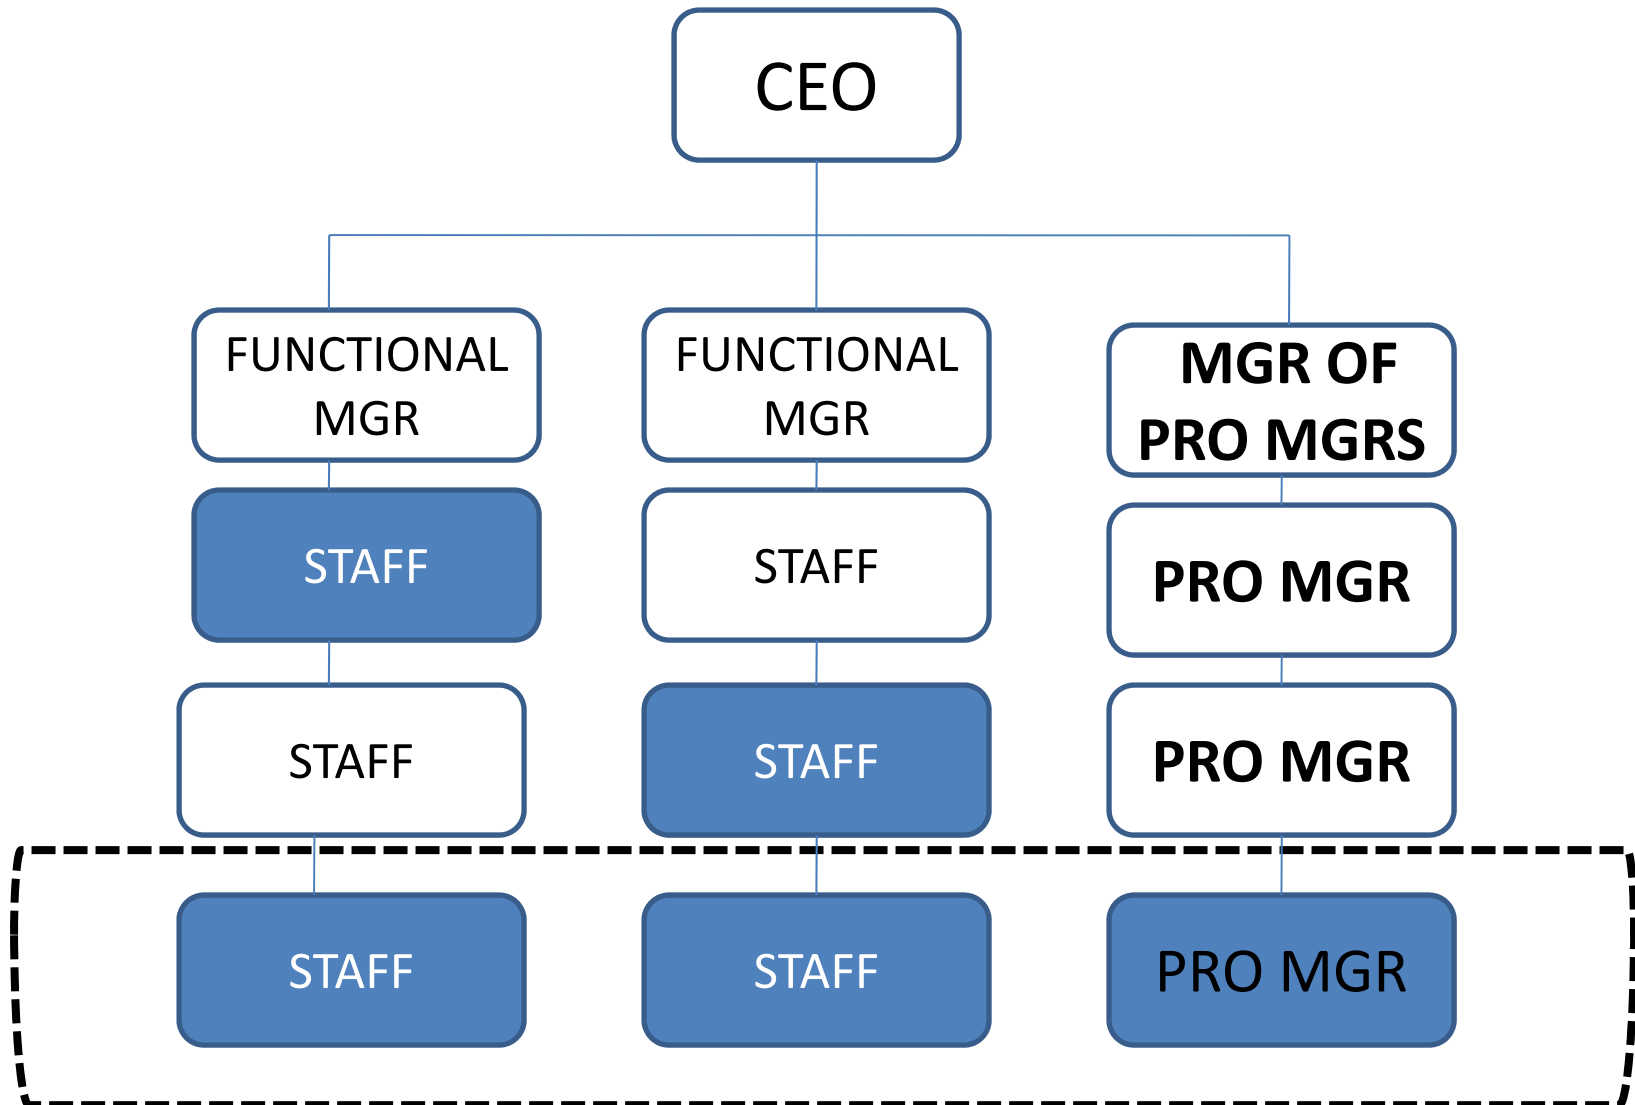 CEO
FUNCTIONAL
MGR
FUNCTIONAL
MGR
MGR OF
PRO MGRS
STAFF
STAFF
PRO MGR
STAFF
STAFF
PRO MGR
STAFF
STAFF
PRO MGR